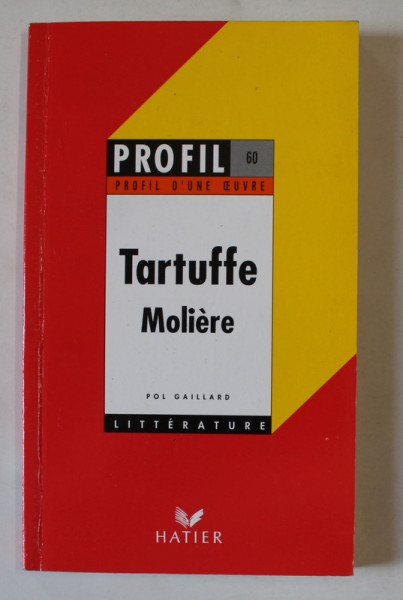 PROFIL 60
PROFIL D'UNE ŒUVRE
Tartuffe
Molière
POL GAILLARD
LITTÉRATURE
HATIER